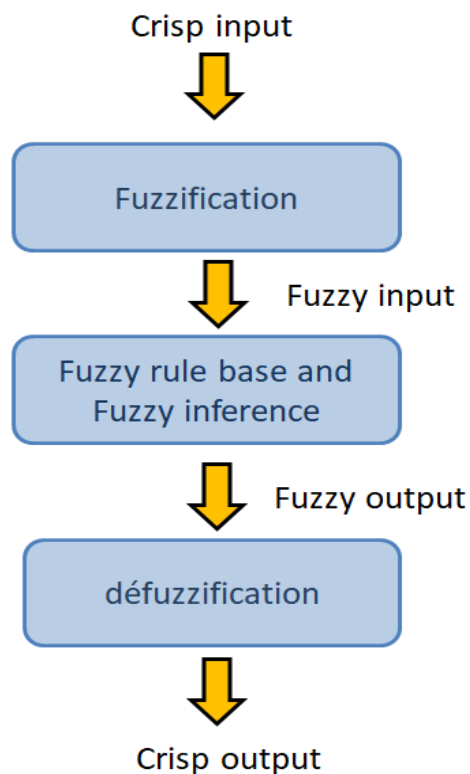 Crisp input
Fuzzification
Fuzzy input
Fuzzy rule base and
Fuzzy inference
Fuzzy output
défuzzification
Crisp output